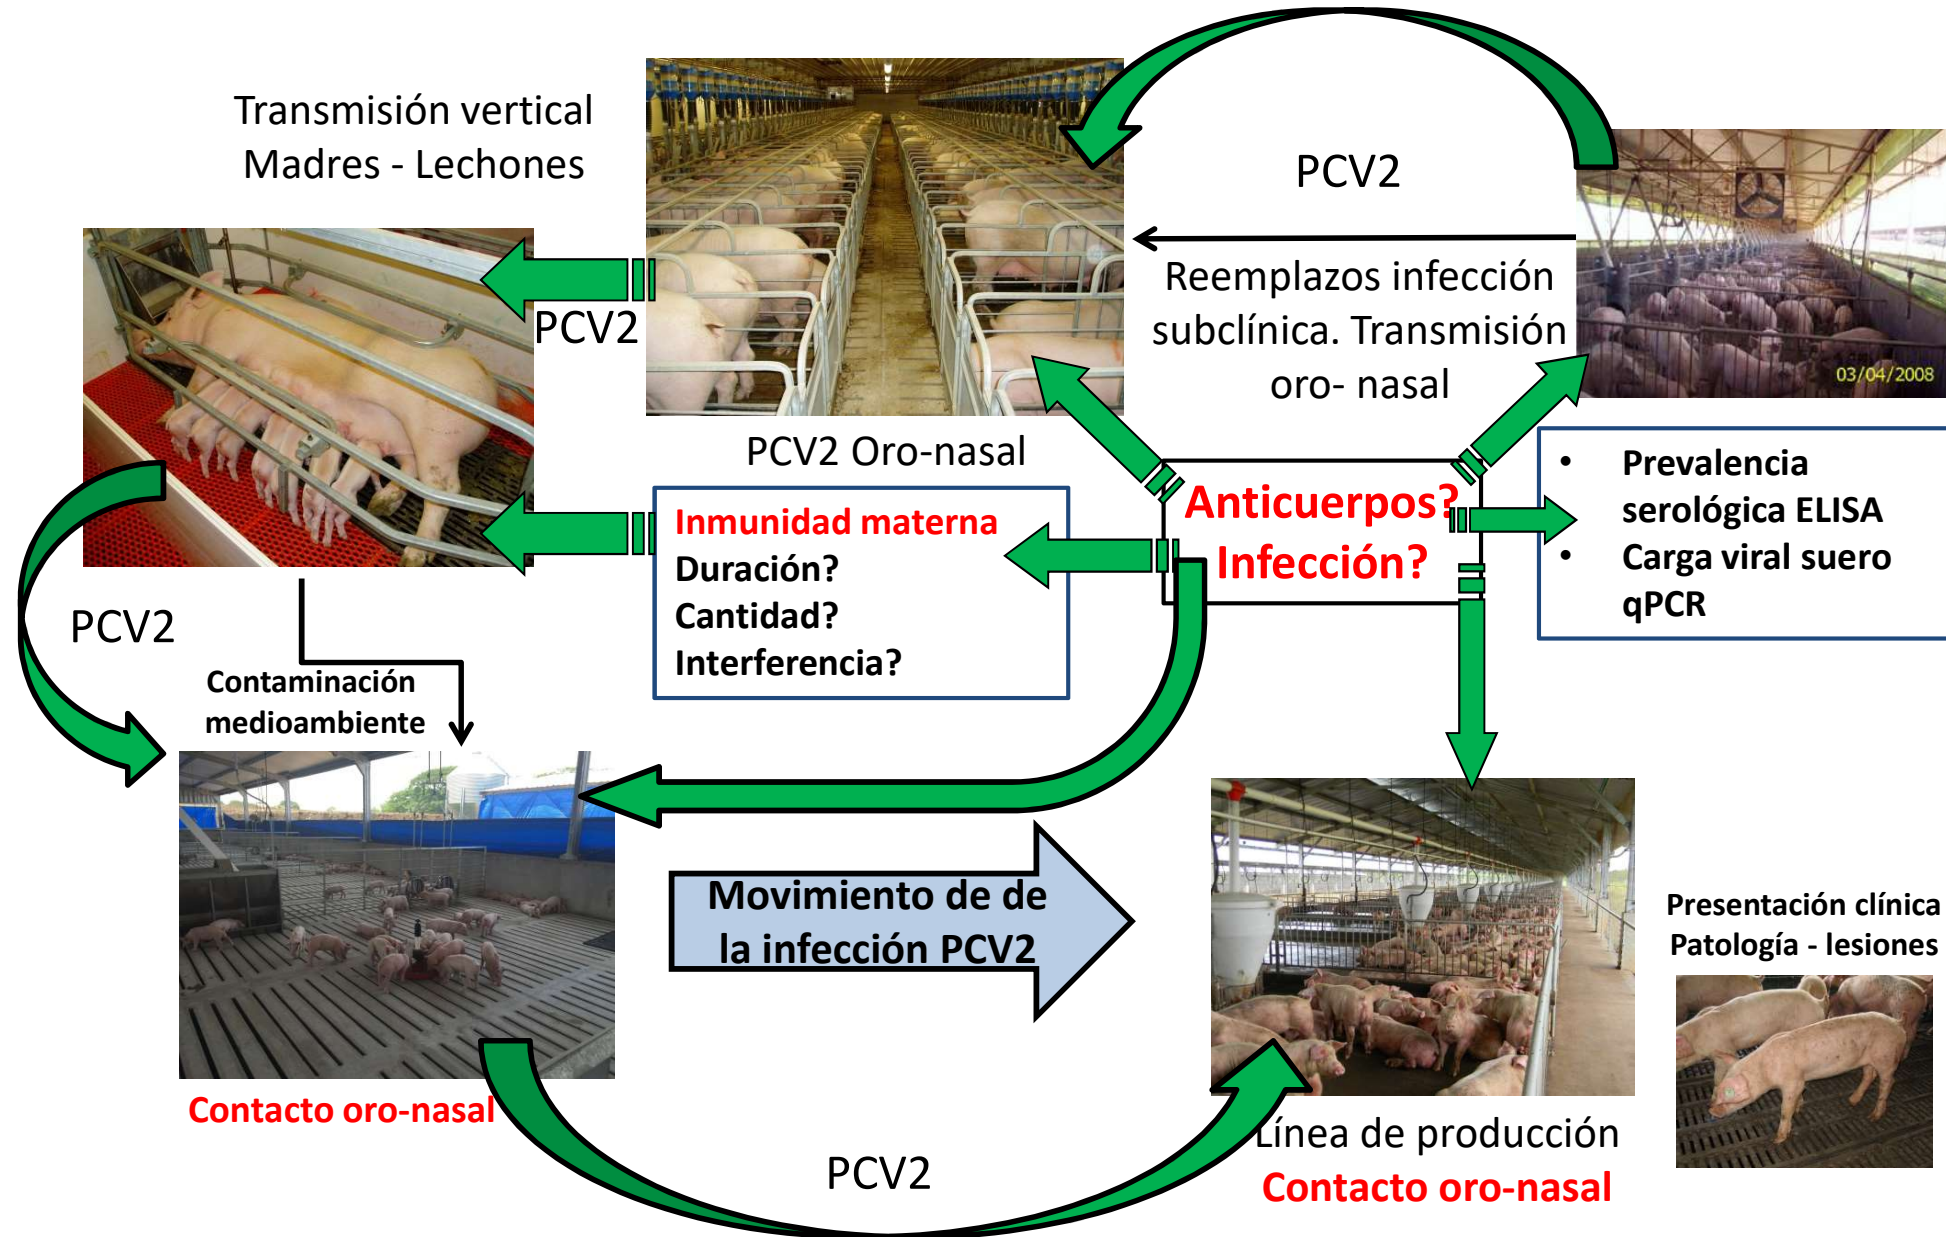 Transmisión vertical
Madres - Lechones
PCV2
Reemplazos infección
subclínica. Transmisión
oro- nasal
03/04/2008
PCV2
PCV2 Oro-nasal
Inmunidad materna
Duración?
Cantidad?
Interferencia?
Anticuerpos?
Infección?
• Prevalencia
serológica ELISA
• Carga viral suero
qPCR
PCV2
Contaminación
medioambiente
Movimiento de de
la infección PCV2
Presentación clínica
Patología - lesiones
Contacto oro-nasal
PCV2
Línea de producción
Contacto oro-nasal